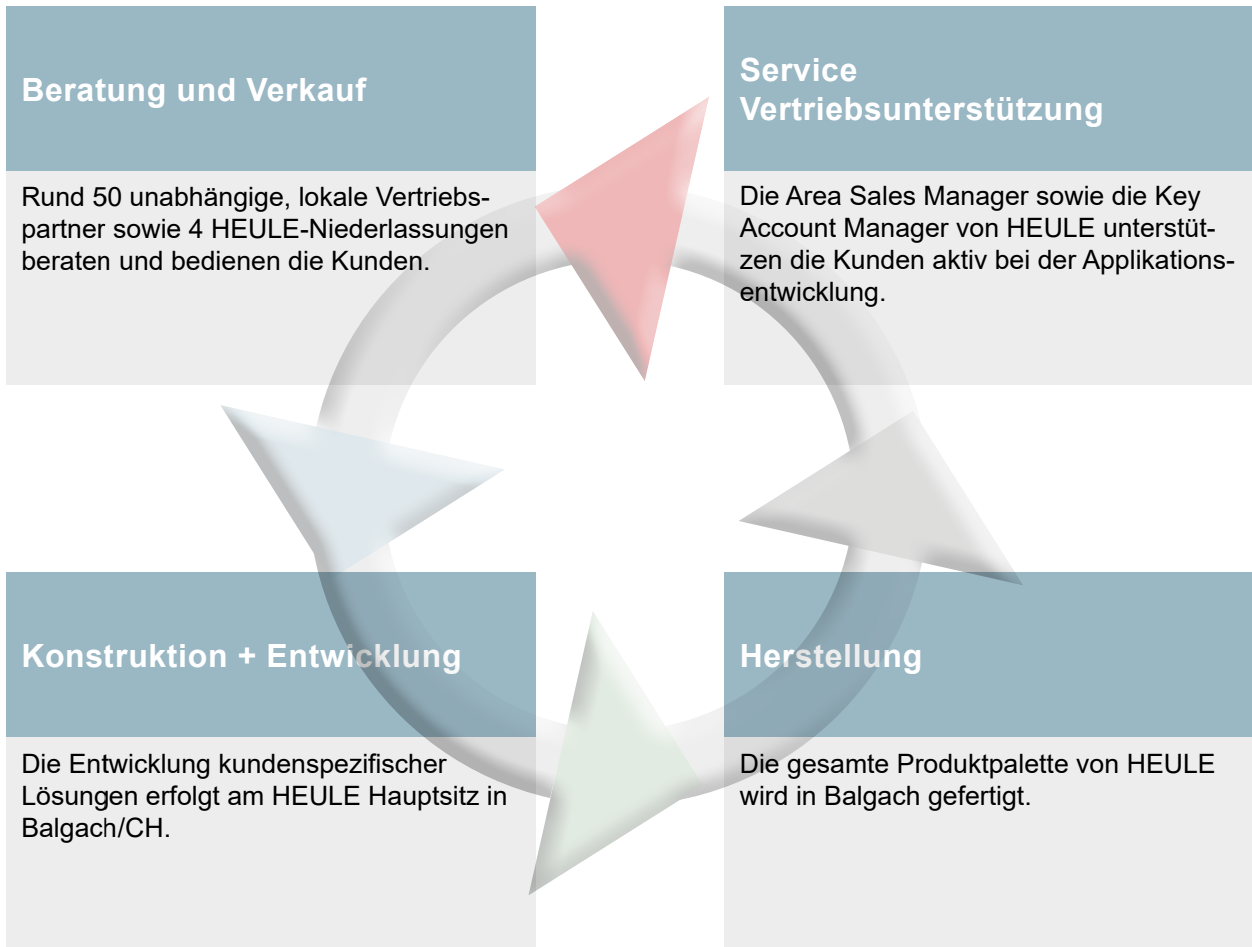 Beratung und Verkauf
Rund 50 unabhängige, lokale Vertriebs-
partner sowie 4 HEULE-Niederlassungen
beraten und bedienen die Kunden.
Service
Vertriebsunterstützung
Die Area Sales Manager sowie die Key
Account Manager von HEULE unterstüt-
zen die Kunden aktiv bei der Applikations-
entwicklung.
Konstruktion + Entwicklung
Die Entwicklung kundenspezifischer
Lösungen erfolgt am HEULE Hauptsitz in
Balgach/CH.
Herstellung
Die gesamte Produktpalette von HEULE
wird in Balgach gefertigt.